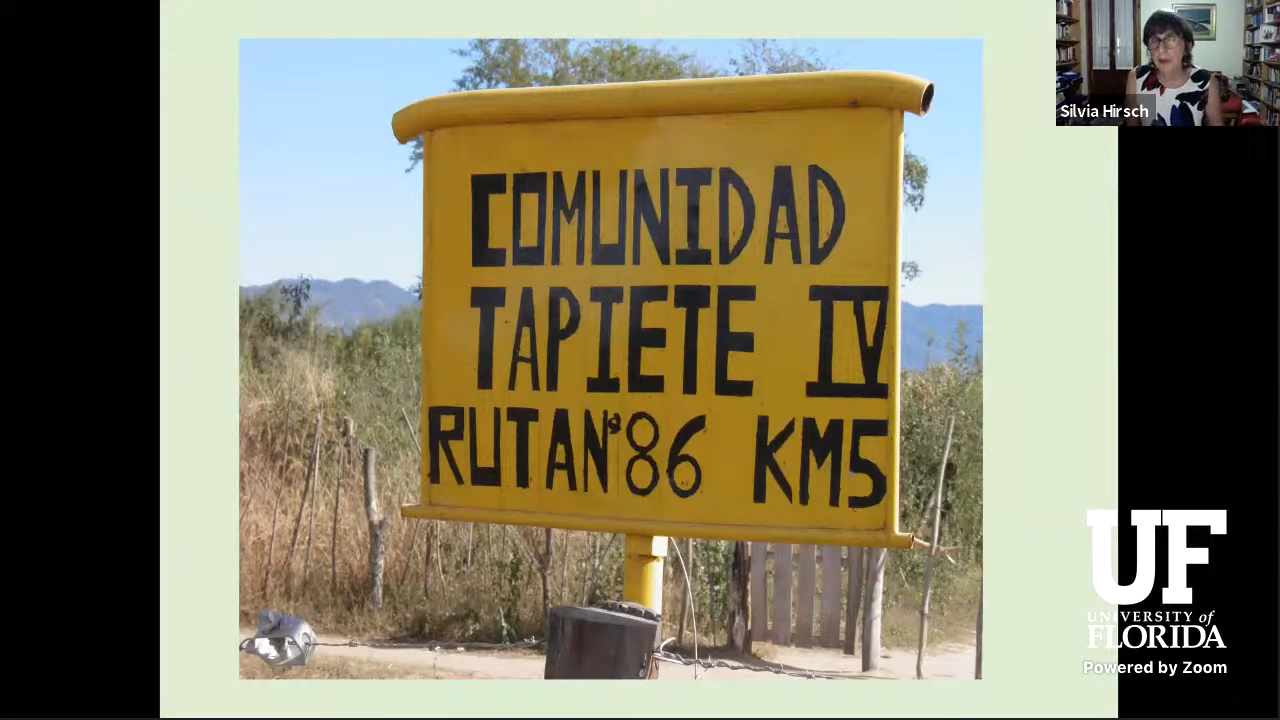 COMUNIDAD
TAPIETE IV
RUTA N° 86 KM5
Silvia Hirsch
UF
UNIVERSITY of
FLORIDA
Powered by Zoom